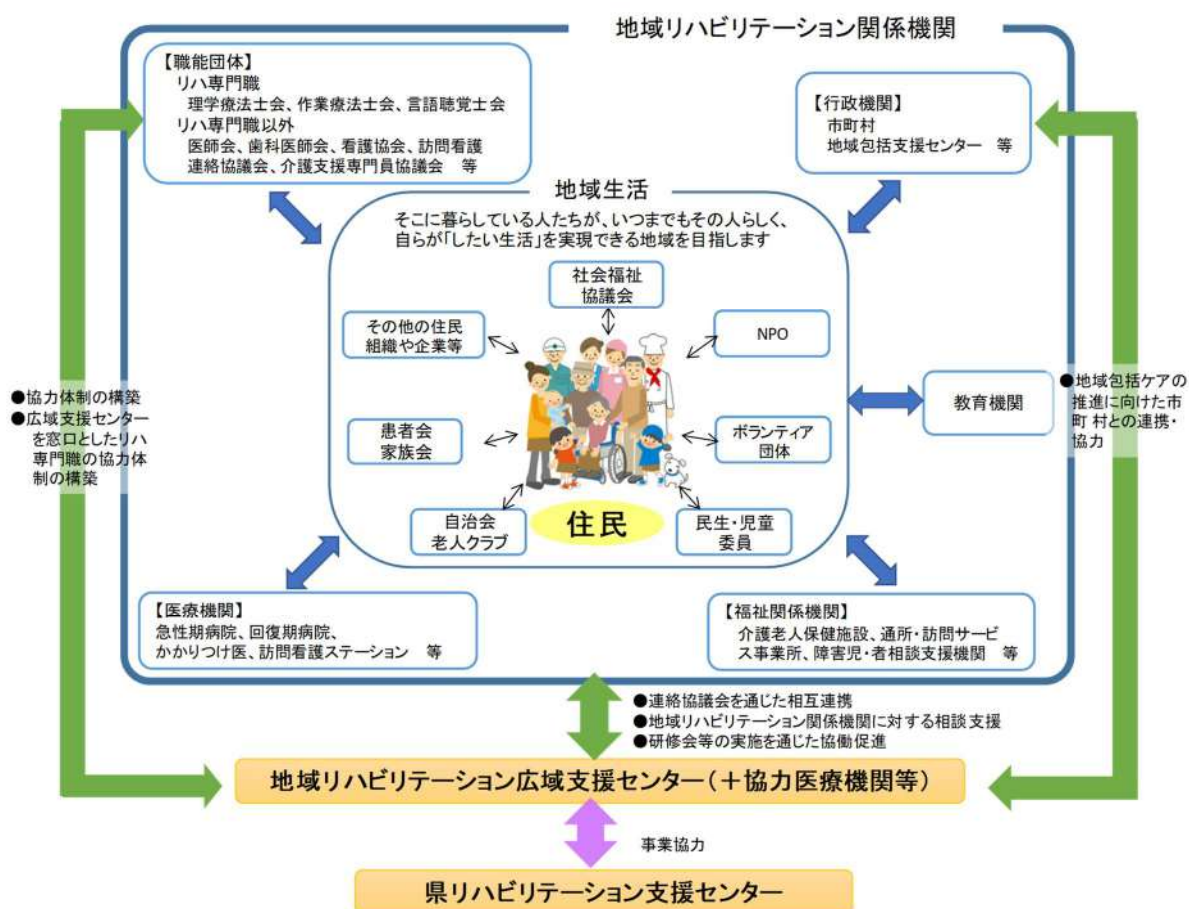 地域リハビリテーション関係機関
【職能団体】
リハ専門職
理学療法士会、作業療法士会、言語聴覚士会
リハ専門職以外
医師会、歯科医師会、看護協会、訪問看護
連絡協議会、介護支援専門員協議会 等
【行政機関】
市町村
地域包括支援センター 等
地域生活
そこに暮らしている人たちが、いつまでもその人らしく、
自らが「したい生活」を実現できる地域を目指します
社会福祉
協議会
その他の住民
組織や企業等
NPO
患者会
家族会
ボランティア
団体
自治会
老人クラブ
住民
民生・児童
委員
教育機関
●協力体制の構築
●広域支援センター
を窓口としたリハ
専門職の協力体
制の構築
●地域包括ケアの
推進に向けた市
町村との連携・
協力
【医療機関】
急性期病院、回復期病院、
かかりつけ医、訪問看護ステーション 等
【福祉関係機関】
介護老人保健施設、通所・訪問サービ
ス事業所、障害児・者相談支援機関 等
●連絡協議会を通じた相互連携
●地域リハビリテーション関係機関に対する相談支援
●研修会等の実施を通じた協働促進
地域リハビリテーション広域支援センター(+協力医療機関等)
事業協力
県リハビリテーション支援センター